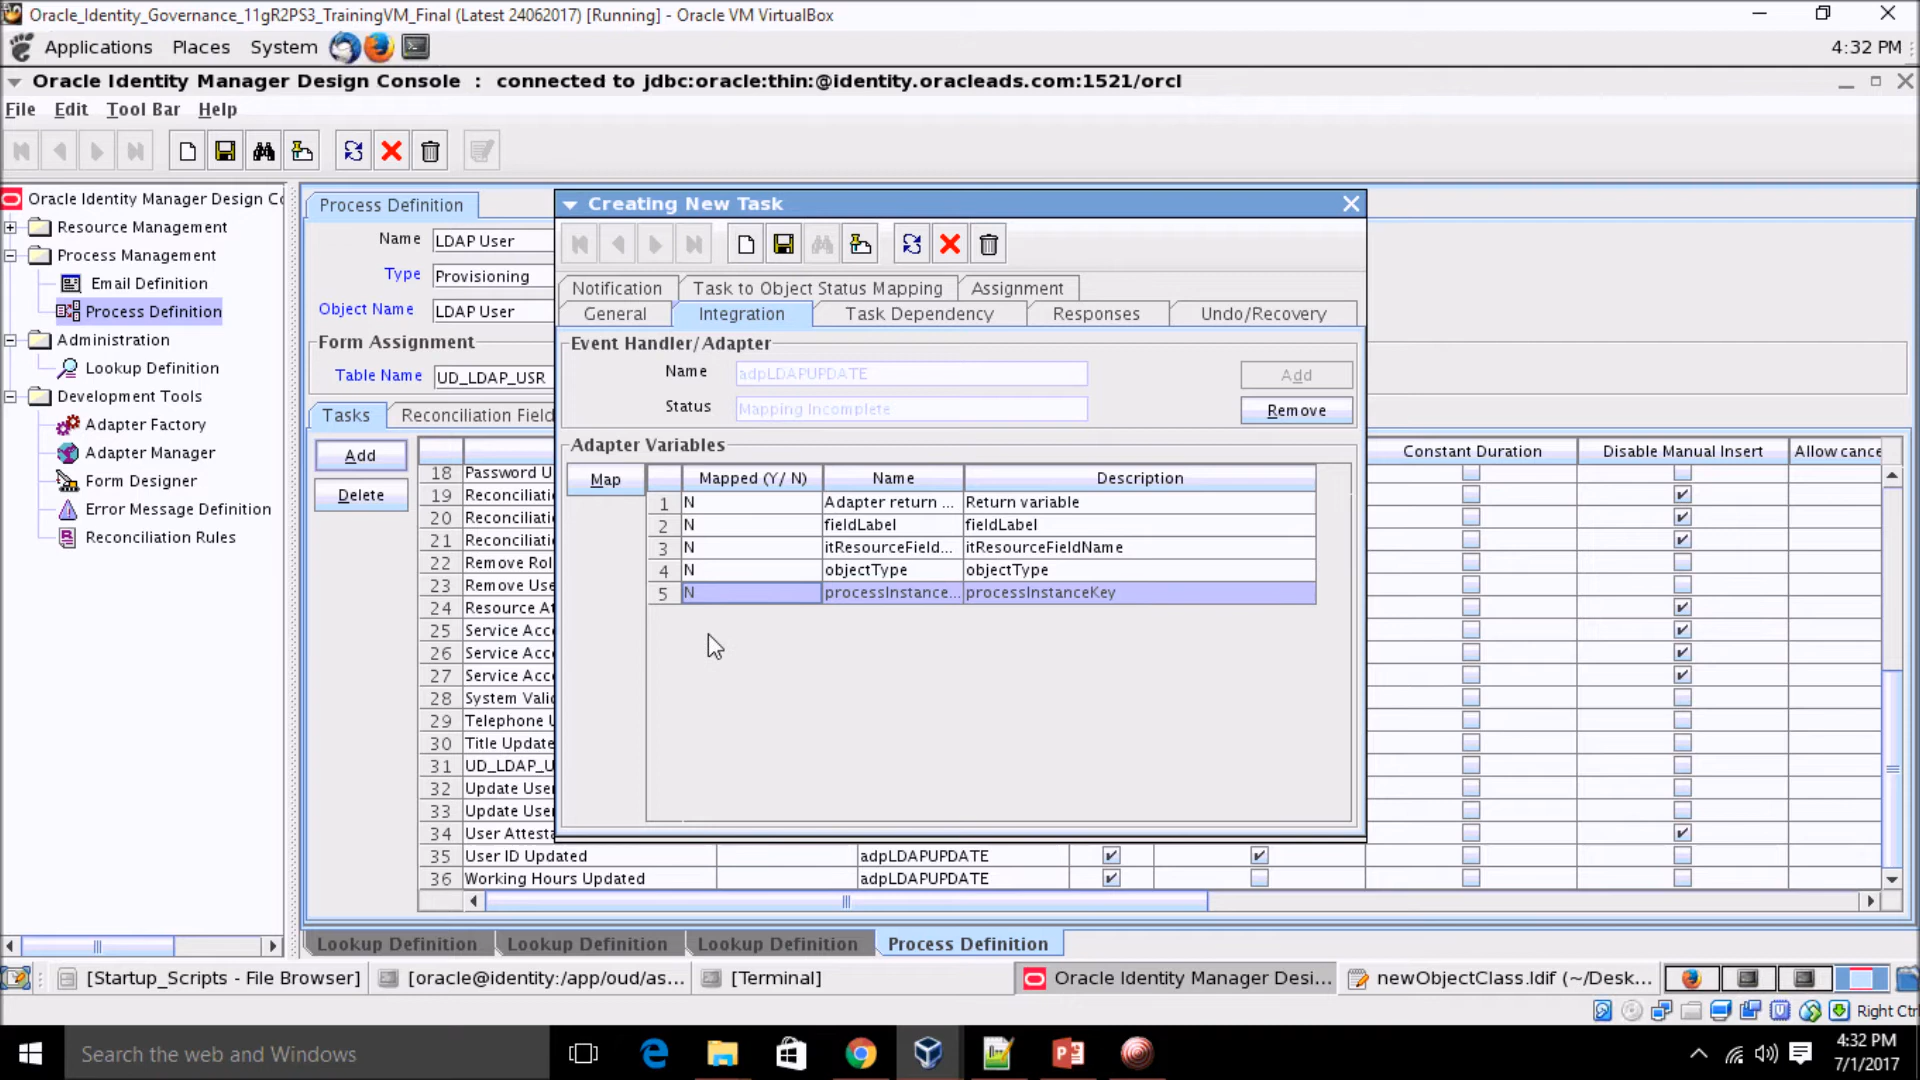 Oracle_Identity_Governance_11gR2PS3_TrainingVM_Final (Latest 24062017) [Running] - Oracle VM VirtualBox
Applications Places System 4:32 PM
Oracle Identity Manager Design Console : connected to jdbc:oracle:thin:@identity.oracleads.com:1521/orcl
File Edit Tool Bar Help
Oracle Identity Manager Design Co
Resource Management
Process Management
Email Definition
Process Definition
Administration
Lookup Definition
Development Tools
Adapter Factory
Adapter Manager
Form Designer
Error Message Definition
Reconciliation Rules
Process Definition
Name LDAP User
Type Provisioning
Object Name LDAP User
Form Assignment
Table Name UD_LDAP_USR
Tasks Reconciliation Field
Add
Delete
Constant Duration Disable Manual Insert Allow cance
18 Password U
19 Reconciliatio
20 Reconciliatio
21 Reconciliatio
22 Remove Rol
23 Remove Use
24 Resource At
25 Service Acc
26 Service Acc
27 Service Acc
28 System Valid
29 Telephone U
30 Title Update
31 UD_LDAP_U
32 Update User
33 Update User
34 User Attesta
35 User ID Updated adpLDAPUPDATE
36 Working Hours Updated adpLDAPUPDATE
Creating New Task
Notification Task to Object Status Mapping Assignment
General Integration Task Dependency Responses Undo/Recovery
Event Handler/Adapter
Name adpLDAPUPDATE Add
Status Mapping Incomplete Remove
Adapter Variables
Map
Mapped (Y/ N) Name Description
1 N Adapter return ... Return variable
2 N fieldLabel fieldLabel
3 N itResourceField... itResourceFieldName
4 N objectType objectType
5 N processInstance... processInstanceKey
Lookup Definition Lookup Definition Lookup Definition Process Definition
[Startup_Scripts - File Browser] [oracle@identity:/app/oud/as... [Terminal] Oracle Identity Manager Desi... newObjectClass.ldif (~/Desk...
Right Ctrl
Search the web and Windows
4:32 PM
7/1/2017